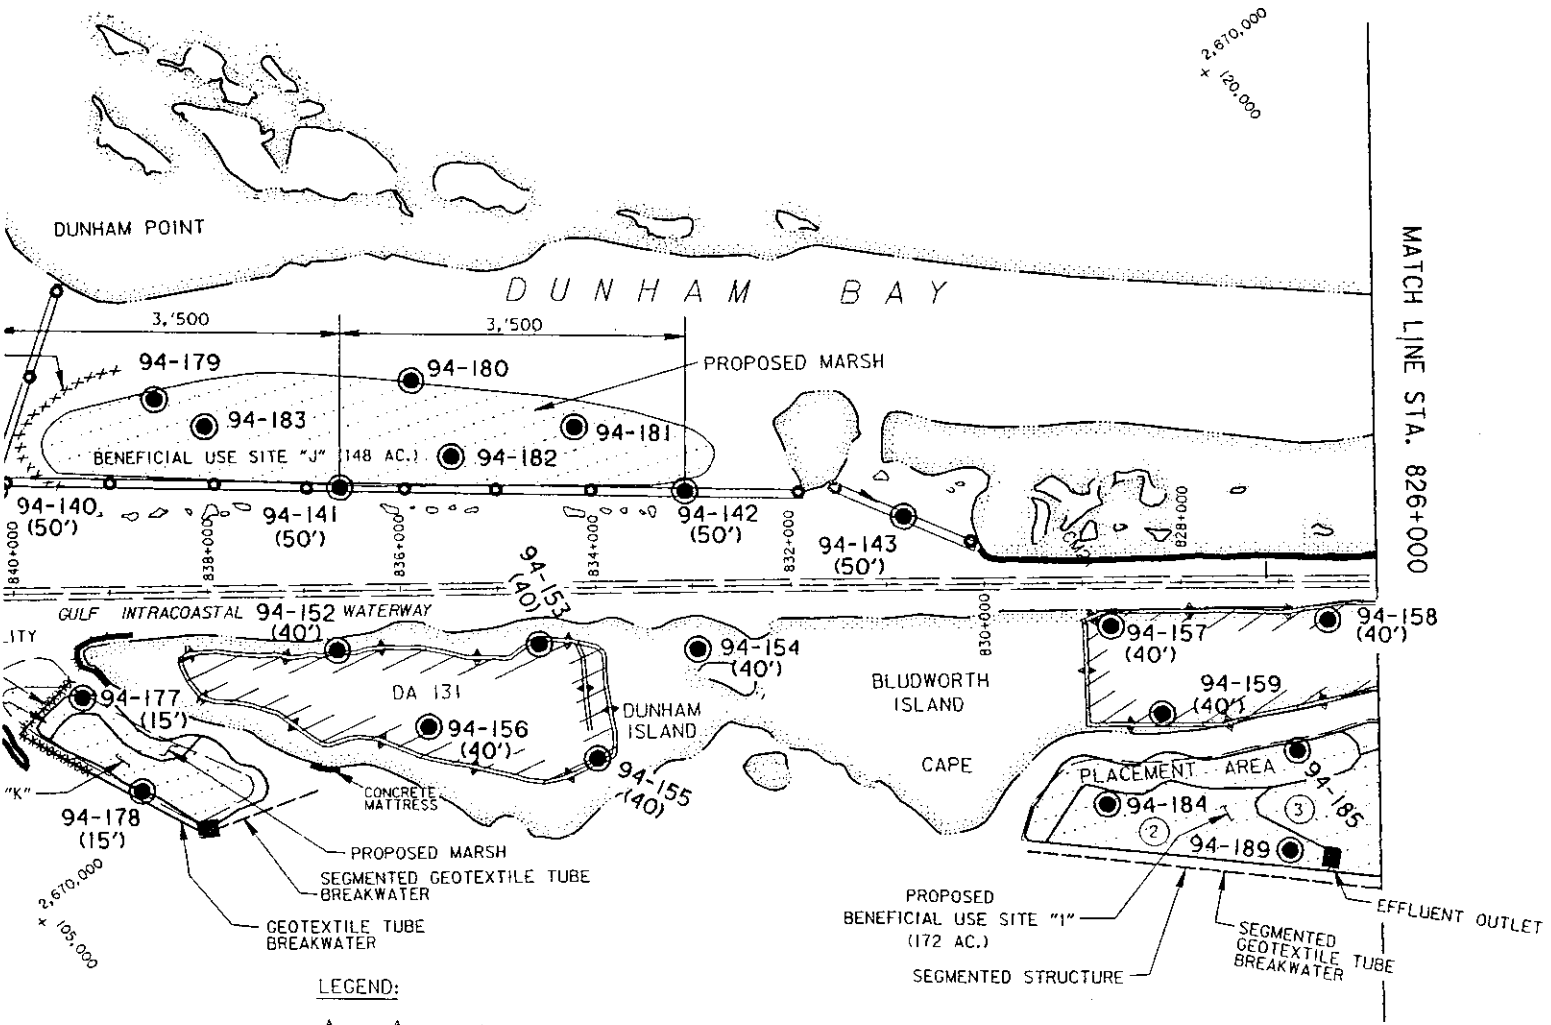 2,670,000
120,000
DUNHAM POINT
DUNHAM BAY
MATCH LINE STA. 826+000
3,'500
3,'500
94-179
94-180
PROPOSED MARSH
94-183
94-181
BENEFICIAL USE SITE "J" (148 AC.)
94-182
94-140
(50')
94-141
(50')
94-142
(50')
94-143
(50')
840+000
838+000
836+000
834+000
832+000
828+000
830+000
94-153
(40)
GULF INTRACOASTAL WATERWAY
94-152
(40')
94-154
(40')
94-157
(40')
94-158
(40')
LITY
94-177
(15')
DA 131
94-156
(40')
DUNHAM
ISLAND
BLUDWORTH
ISLAND
94-159
(40')
CAPE
PLACEMENT AREA
94-155
(40)
"K"
CONCRETE
MATTRESS
94-178
(15')
94-184
94-185
2
3
94-189
2,670,000
105,000
PROPOSED MARSH
SEGMENTED GEOTEXTILE TUBE
BREAKWATER
GEOTEXTILE TUBE
BREAKWATER
PROPOSED
BENEFICIAL USE SITE "1"
(172 AC.)
SEGMENTED STRUCTURE
SEGMENTED
GEOTEXTILE TUBE
BREAKWATER
EFFLUENT OUTLET
LEGEND: